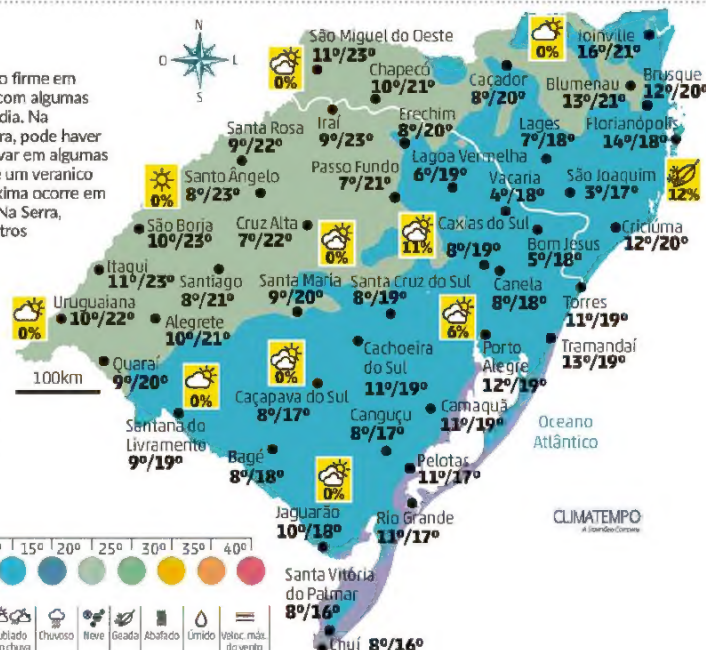 N
O
L
S
o firme em
com algumas
dia. Na
ra, pode haver
var em algumas
e um veranico
xima ocorre em
Na Serra,
tros
São Miguel do Oeste
11º/23º
0%
Chapecó
10º/21º
Caçador
8º/20º
0%
Joinville
16º/21º
Blumenau
13º/21º
Brusque
12º/20º
Florianópolis
14º/18º
12%
Santa Rosa
9º/22º
Iraí
9º/23º
Erechim
8º/20º
Lages
7º/18º
0%
Santo Ângelo
8º/23º
Passo Fundo
7º/21º
Lagoa Vermelha
6º/19º
Vacaria
4º/18º
São Joaquim
3º/17º
São Borja
10º/23º
Cruz Alta
7º/22º
0%
11%
Caxias do Sul
8º/19º
Bom Jesus
5º/18º
Criciúma
12º/20º
Itaqui
11º/23º
Santiago
8º/21º
Santa Maria
9º/20º
Santa Cruz do Sul
8º/19º
Canela
8º/18º
Torres
11º/19º
0%
Uruguaiana
10º/22º
Alegrete
10º/21º
6%
Porto
Alegre
12º/19º
Tramandaí
13º/19º
Quaraí
9º/20º
100km
0%
0%
Cachoeira
do Sul
11º/19º
Caçapava do Sul
8º/17º
Camaquã
11º/19º
Santana do
Livramento
9º/19º
Canguçu
8º/17º
Oceano
Atlântico
Bagé
8º/18º
0%
Pelotas
11º/17º
Jaguarão
10º/18º
Rio Grande
11º/17º
CLIMATEMPO
Santa Vitória
do Palmar
8º/16º
Chuí 8º/16º
15º 20º 25º 30º 35º 40º
Chuvoso Neve Geada Abafado Úmido Veloc. máx.
do vento